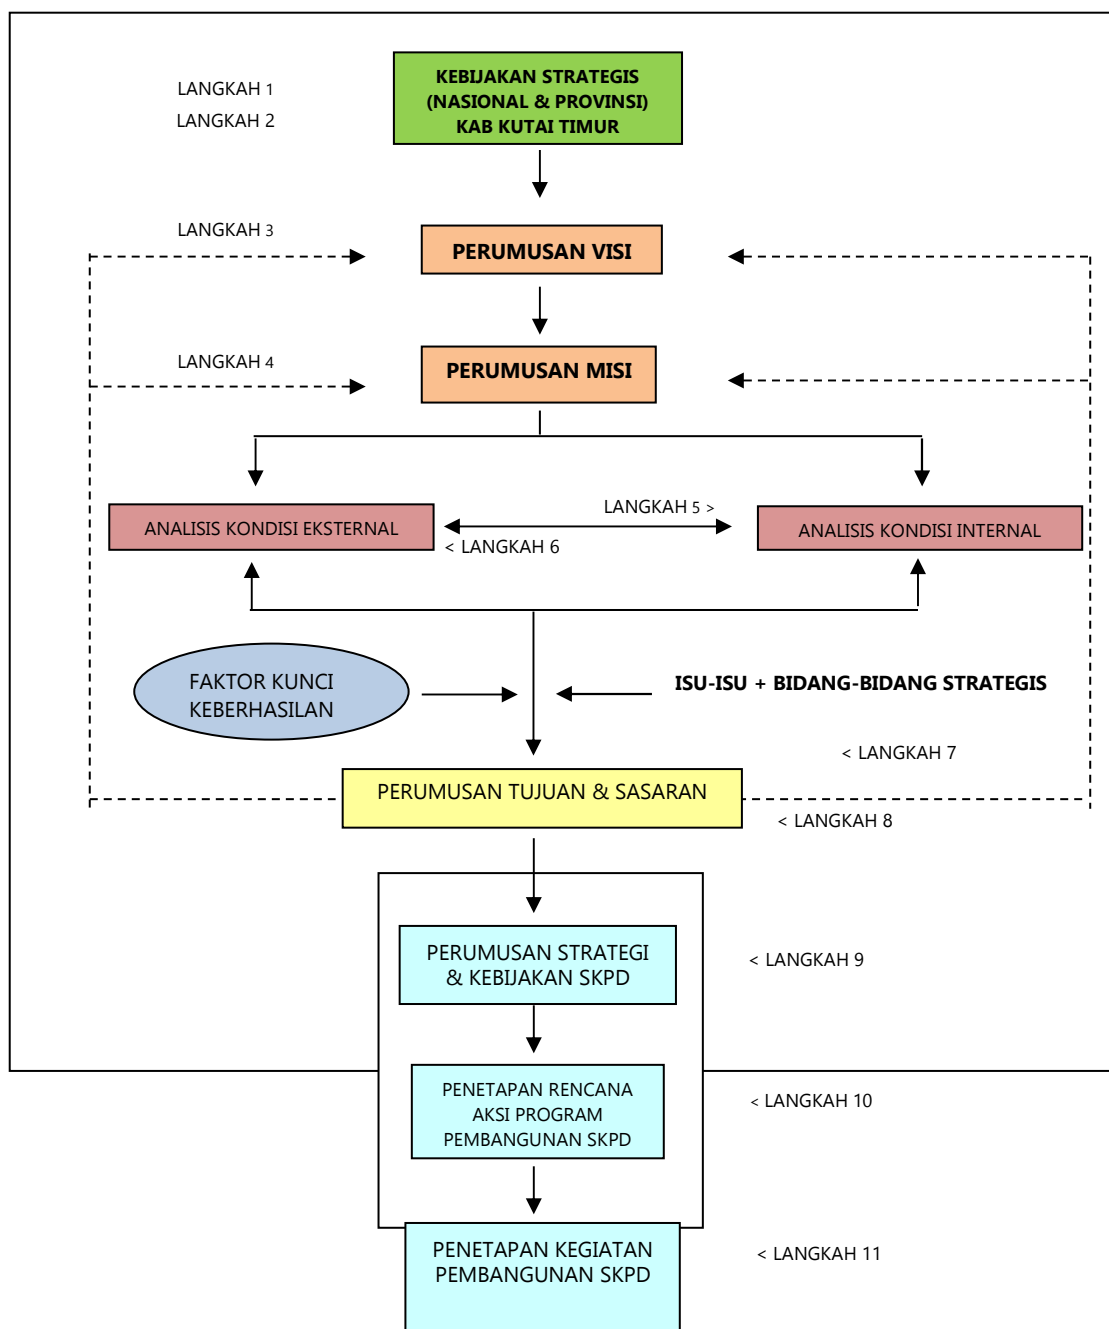 LANGKAH 1
LANGKAH 2
KEBIJAKAN STRATEGIS
(NASIONAL & PROVINSI)
KAB KUTAI TIMUR
LANGKAH 3
PERUMUSAN VISI
LANGKAH 4
PERUMUSAN MISI
LANGKAH 5 >
ANALISIS KONDISI EKSTERNAL
ANALISIS KONDISI INTERNAL
< LANGKAH 6
FAKTOR KUNCI
KEBERHASILAN
ISU-ISU + BIDANG-BIDANG STRATEGIS
< LANGKAH 7
PERUMUSAN TUJUAN & SASARAN
< LANGKAH 8
PERUMUSAN STRATEGI
& KEBIJAKAN SKPD
< LANGKAH 9
PENETAPAN RENCANA
AKSI PROGRAM
PEMBANGUNAN SKPD
< LANGKAH 10
PENETAPAN KEGIATAN
PEMBANGUNAN SKPD
< LANGKAH 11